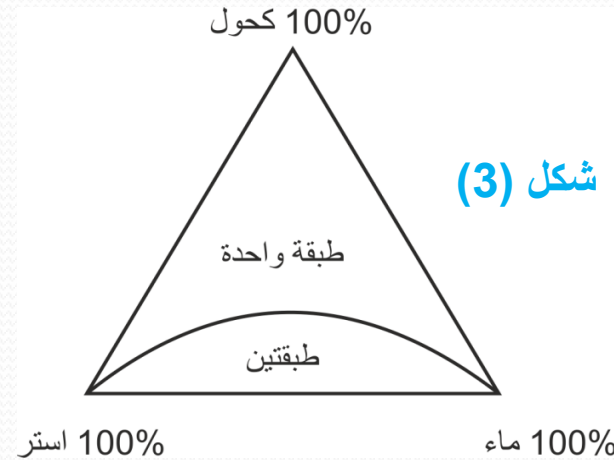 100% كحول
شكل (3)
طبقة واحدة
طبقتين
100% ماء
100% استر